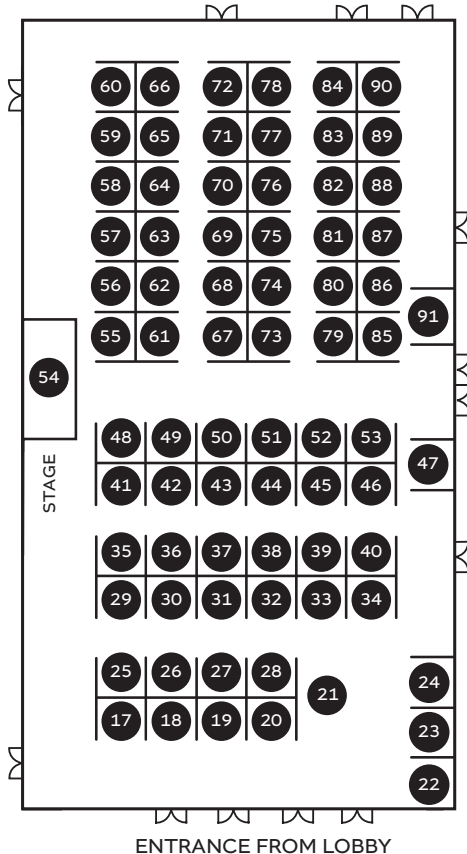 60 66 72 78 84 90
59 65 71 77 83 89
58 64 70 76 82 88
57 63 69 75 81 87
56 62 68 74 80 86
91
55 61 67 73 79 85
54
48 49 50 51 52 53
47
41 42 43 44 45 46
STAGE
35 36 37 38 39 40
29 30 31 32 33 34
25 26 27 28
24
21
17 18 19 20
23
22
ENTRANCE FROM LOBBY